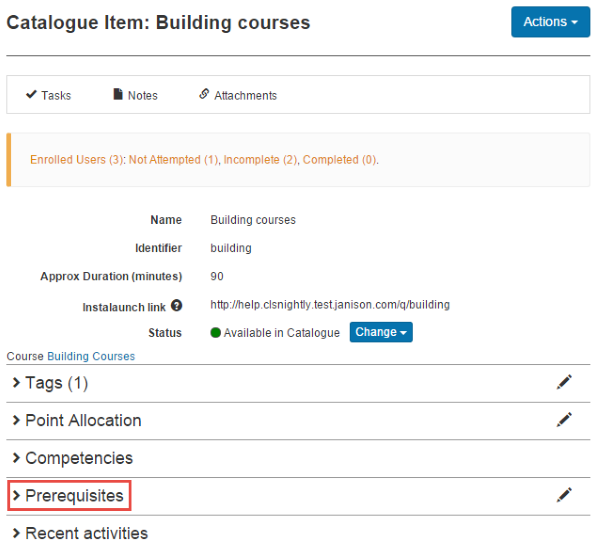 Catalogue Item: Building courses
Actions
Tasks Notes Attachments
Enrolled Users (3): Not Attempted (1), Incomplete (2), Completed (0).
Name Building courses
Identifier building
Approx Duration (minutes) 90
Instalaunch link ? http://help.clsnightly.test.janison.com/q/building
Status Available in Catalogue Change
Course Building Courses
Tags (1)
Point Allocation
Competencies
Prerequisites
Recent activities